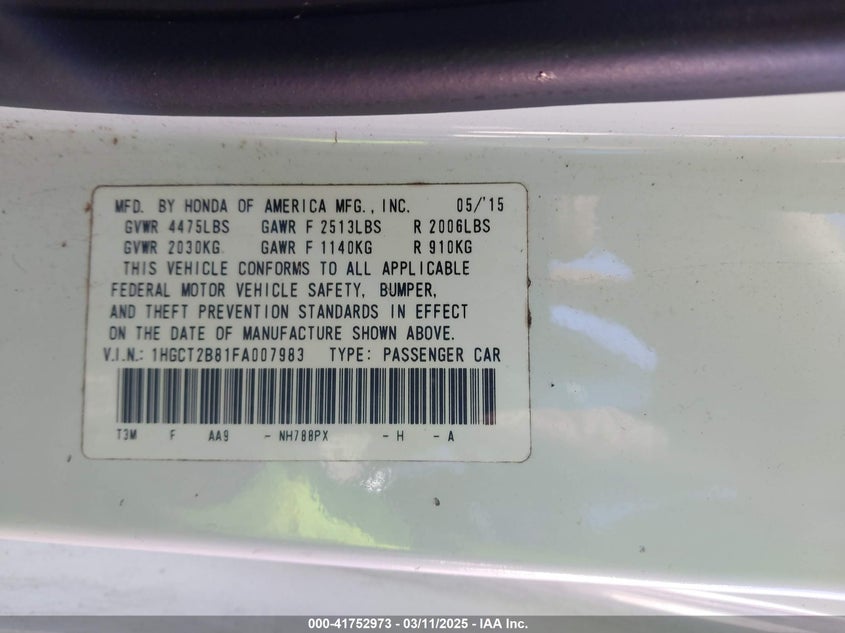 MFD. BY HONDA OF AMERICA MFG., INC. 05/'15
GVWR 4475LBS GAWR F 2513LBS R 2006LBS
GVWR 2030KG GAWR F 1140KG R 910KG
THIS VEHICLE CONFORMS TO ALL APPLICABLE
FEDERAL MOTOR VEHICLE SAFETY, BUMPER,
AND THEFT PREVENTION STANDARDS IN EFFECT
ON THE DATE OF MANUFACTURE SHOWN ABOVE.
V.I.N.: 1HGCT2B81FA007983 TYPE: PASSENGER CAR
T3M F AA9 - NH788PX - H - A
000-41752973 - 03/11/2025 - IAA Inc.